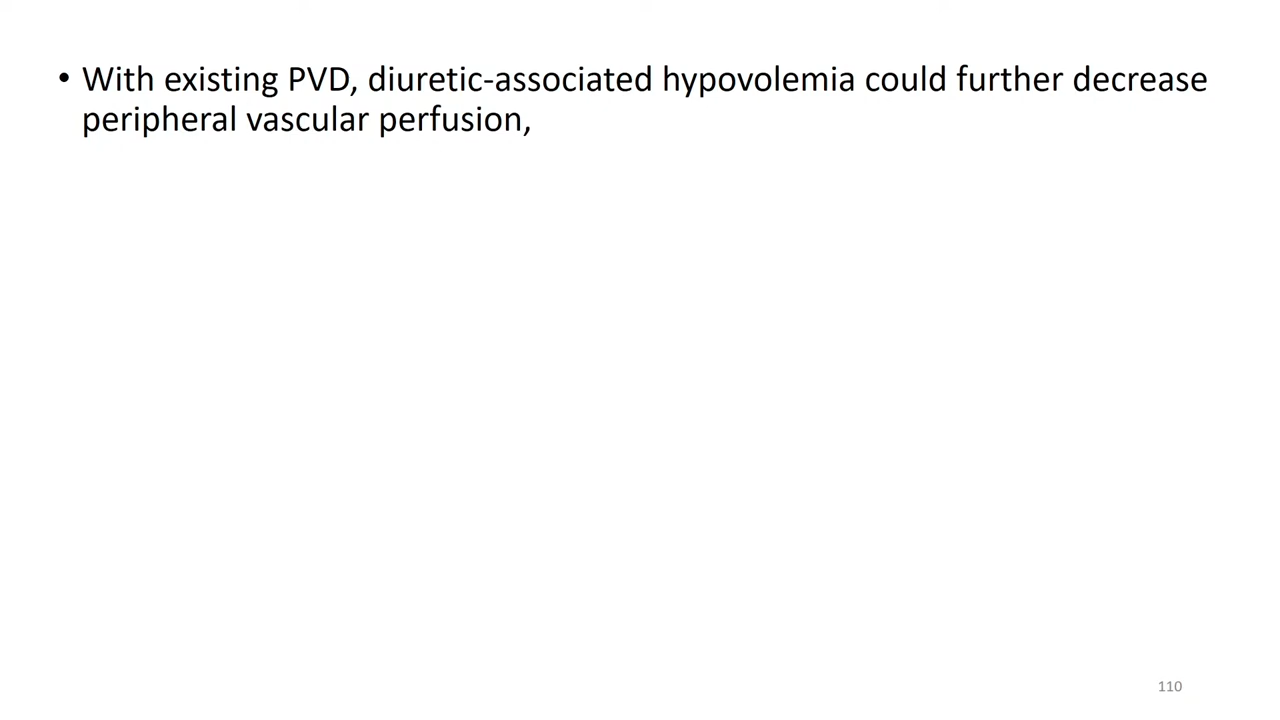 • With existing PVD, diuretic-associated hypovolemia could further decrease
peripheral vascular perfusion,
110